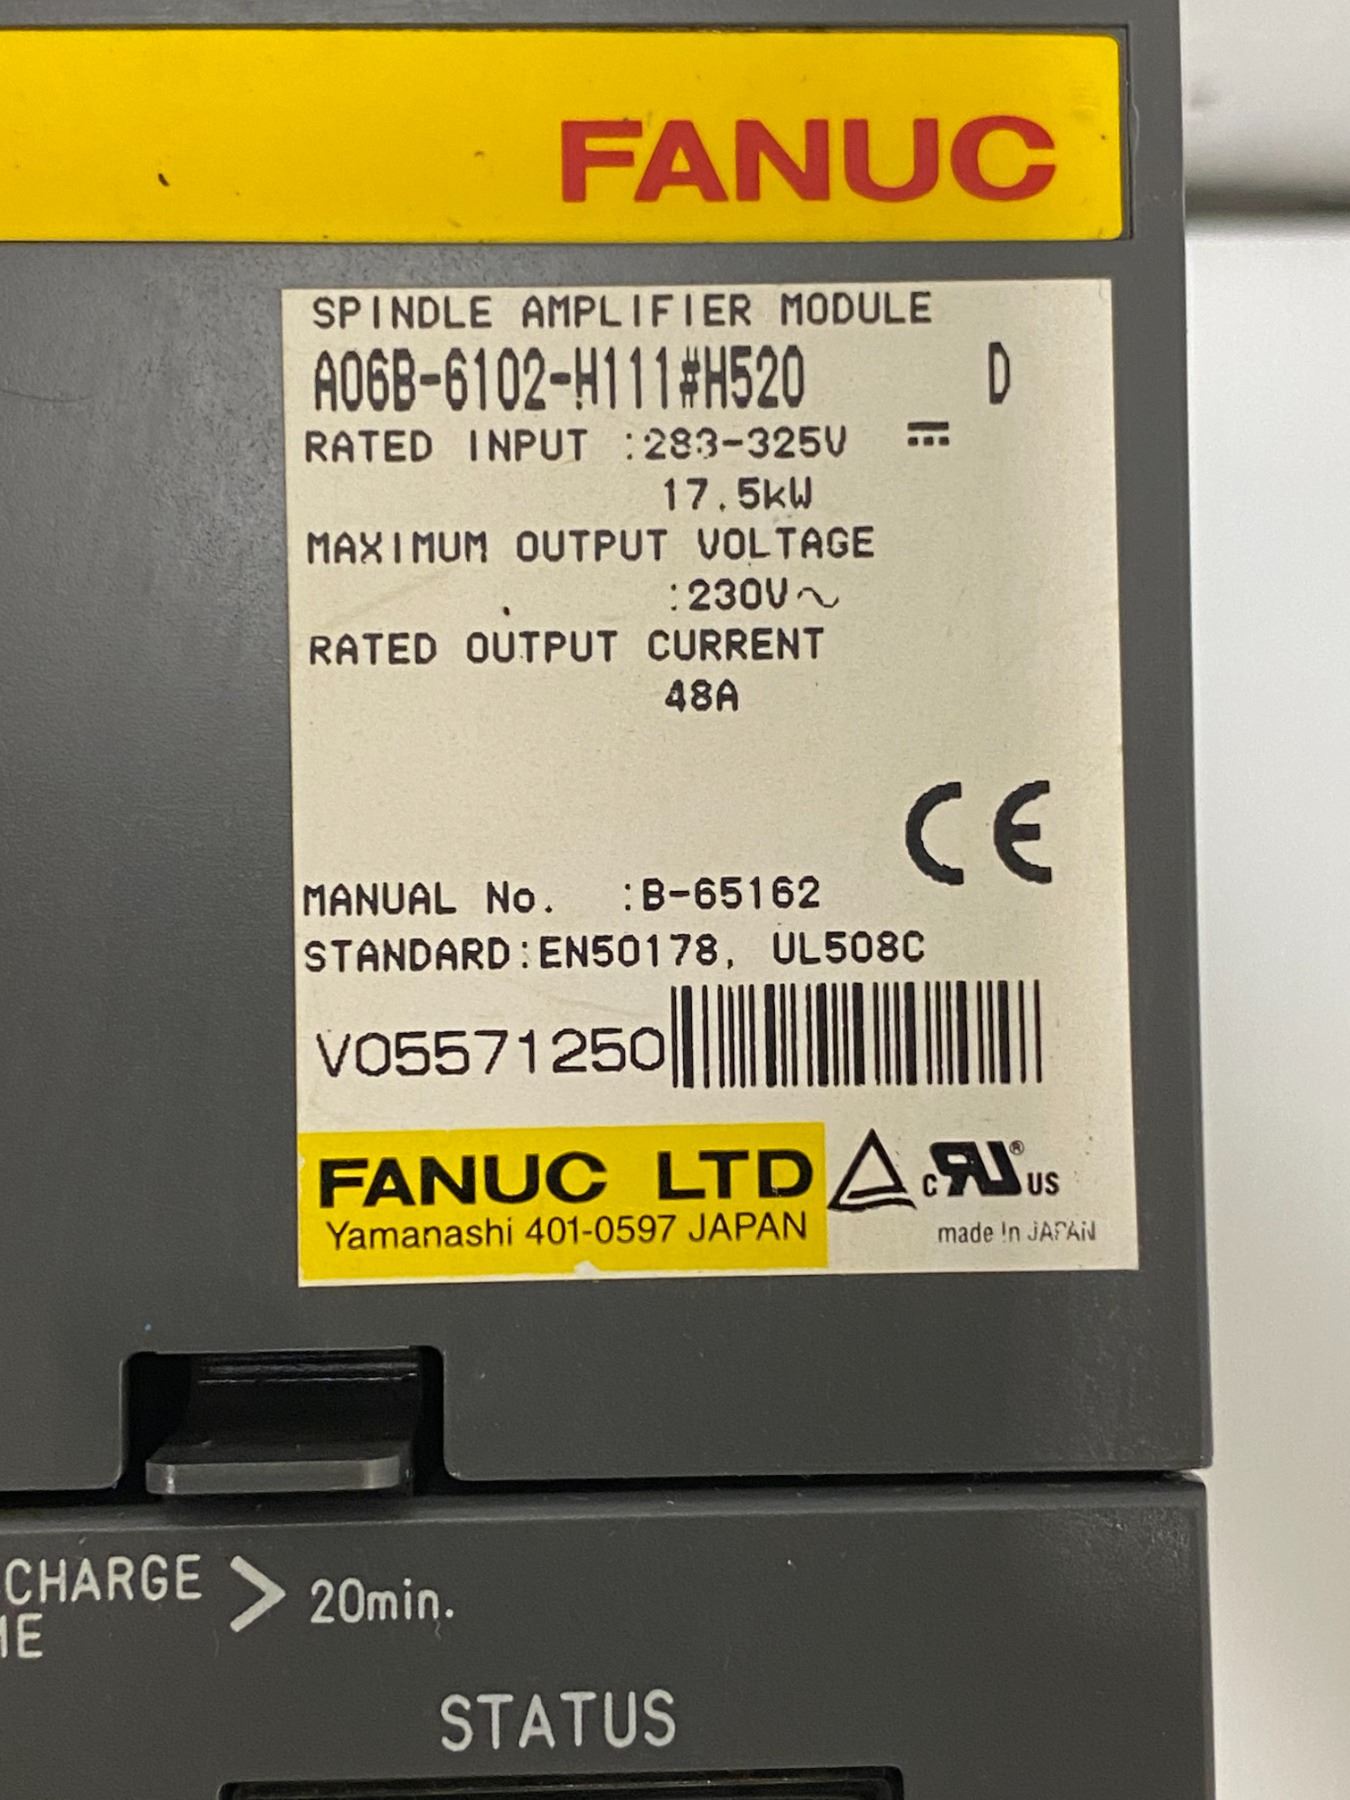 FANUC
SPINDLE AMPLIFIER MODULE
A06B-6102-H111#H520 D
RATED INPUT :283-325V ⎓
17.5kW
MAXIMUM OUTPUT VOLTAGE
:230V～
RATED OUTPUT CURRENT
48A
CE
MANUAL No. :B-65162
STANDARD:EN50178, UL508C
V05571250
FANUC LTD
Yamanashi 401-0597 JAPAN
c RU ® US
made in JAPAN
CHARGE > 20min.
ME
STATUS